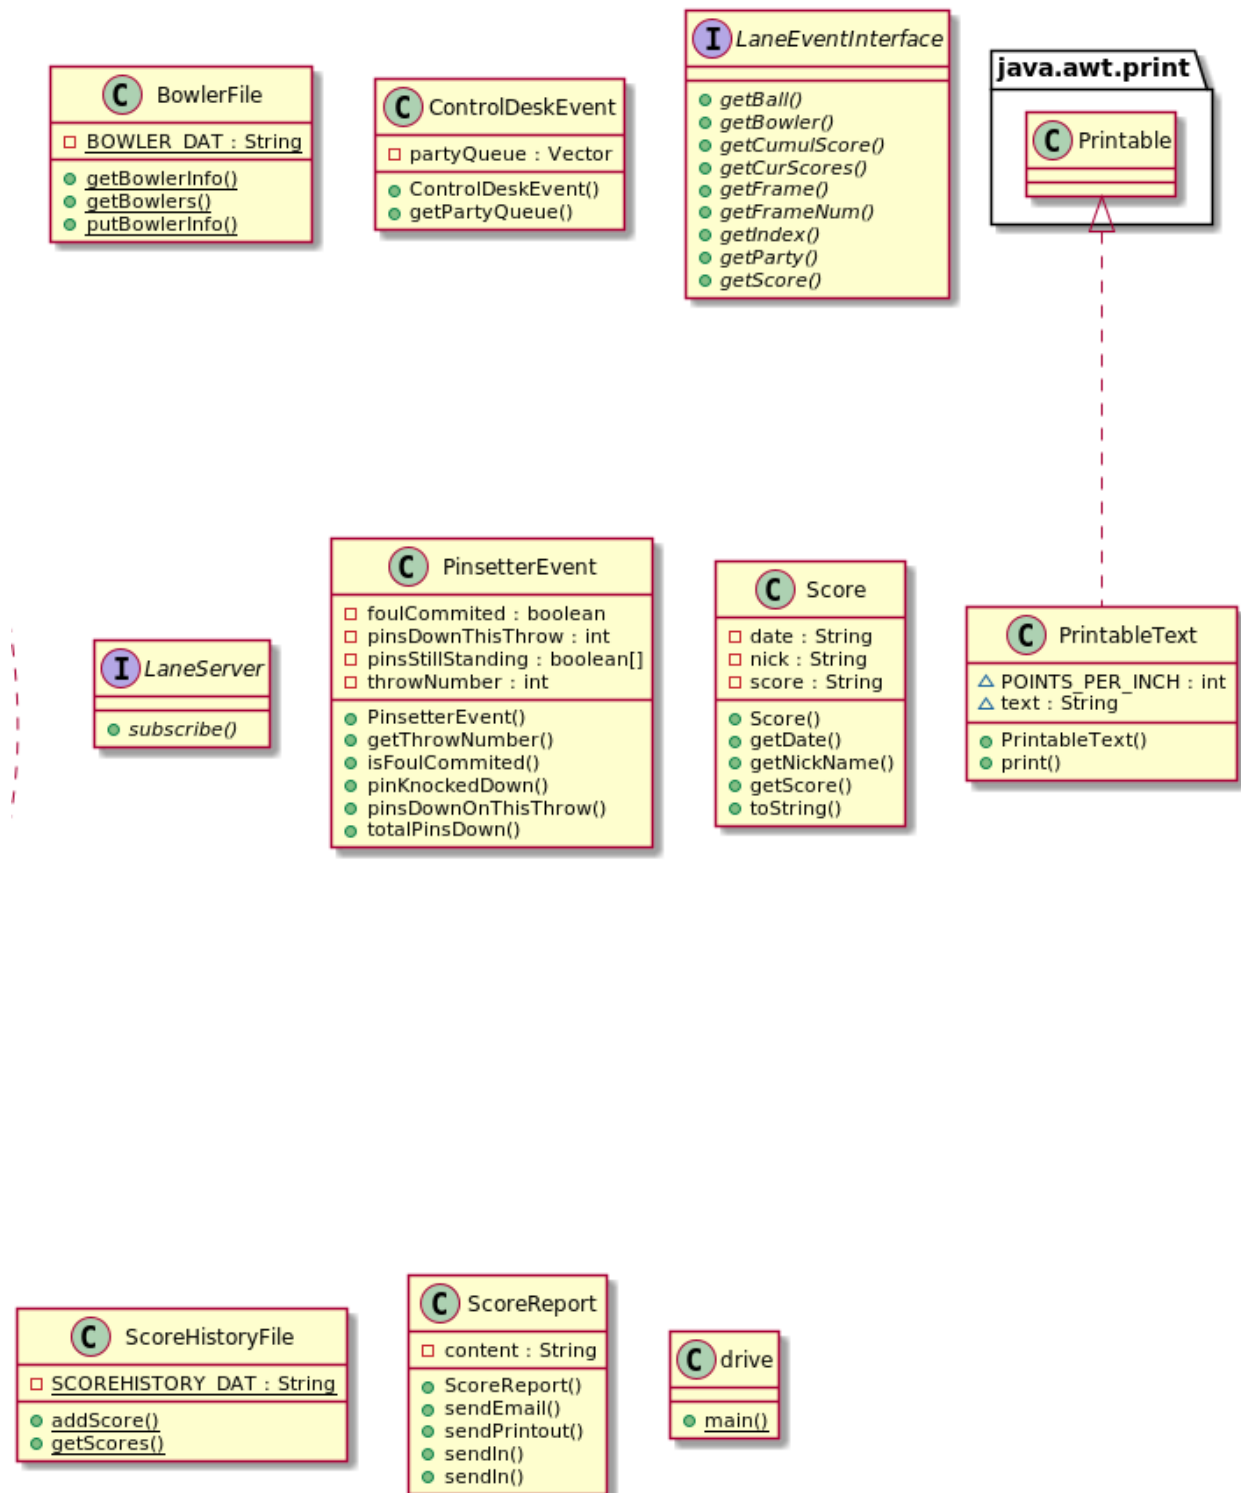 C BowlerFile
BOWLER_DAT : String
getBowlerInfo()
getBowlers()
putBowlerInfo()
C ControlDeskEvent
partyQueue : Vector
ControlDeskEvent()
getPartyQueue()
I LaneEventInterface
getBall()
getBowler()
getCumulScore()
getCurScores()
getFrame()
getFrameNum()
getIndex()
getParty()
getScore()
java.awt.print
C Printable
I LaneServer
subscribe()
C PinsetterEvent
foulCommited : boolean
pinsDownThisThrow : int
pinsStillStanding : boolean[]
throwNumber : int
PinsetterEvent()
getThrowNumber()
isFoulCommited()
pinKnockedDown()
pinsDownOnThisThrow()
totalPinsDown()
C Score
date : String
nick : String
score : String
Score()
getDate()
getNickName()
getScore()
toString()
C PrintableText
POINTS_PER_INCH : int
text : String
PrintableText()
print()
C ScoreHistoryFile
SCOREHISTORY_DAT : String
addScore()
getScores()
C ScoreReport
content : String
ScoreReport()
sendEmail()
sendPrintout()
sendIn()
sendIn()
C drive
main()